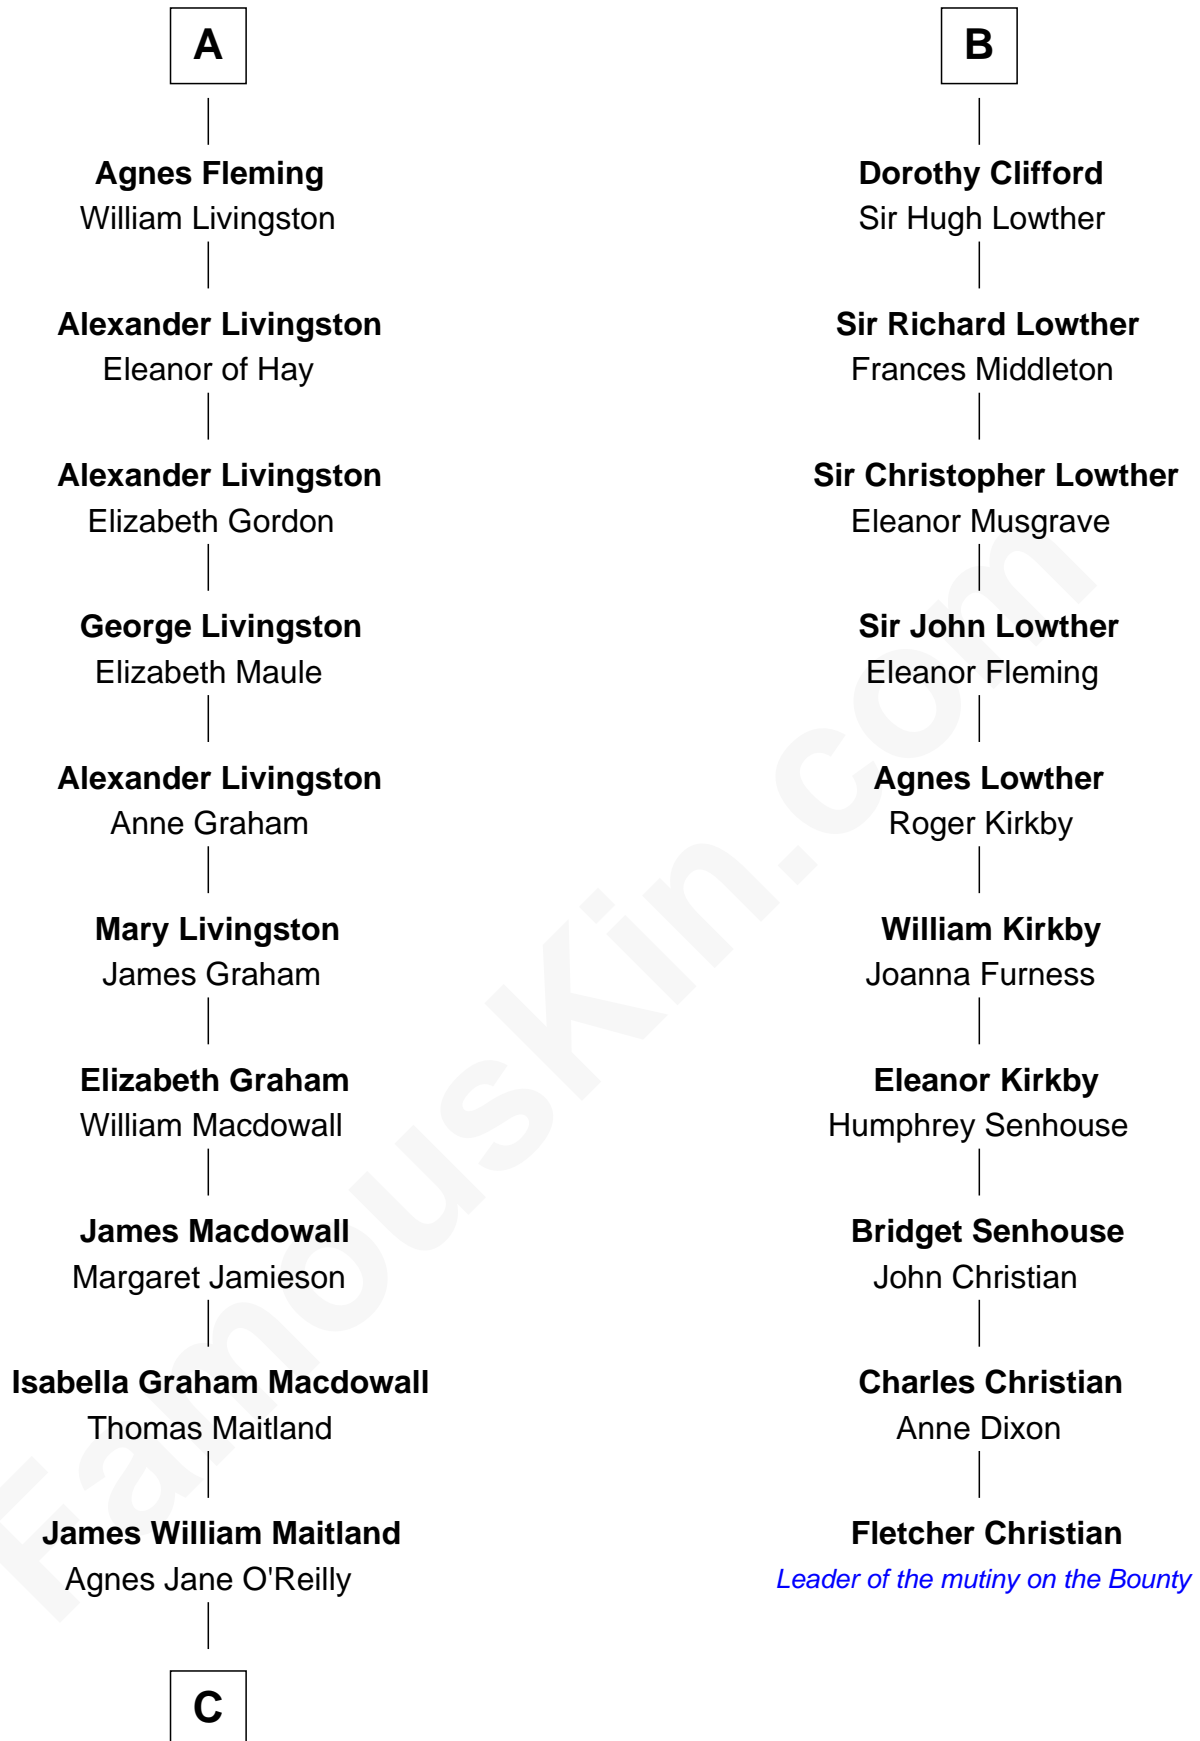 A
Agnes Fleming
William Livingston
Alexander Livingston
Eleanor of Hay
Alexander Livingston
Elizabeth Gordon
George Livingston
Elizabeth Maule
Alexander Livingston
Anne Graham
Mary Livingston
James Graham
Elizabeth Graham
William Macdowall
James Macdowall
Margaret Jamieson
Isabella Graham Macdowall
Thomas Maitland
James William Maitland
Agnes Jane O'Reilly
C
B
Dorothy Clifford
Sir Hugh Lowther
Sir Richard Lowther
Frances Middleton
Sir Christopher Lowther
Eleanor Musgrave
Sir John Lowther
Eleanor Fleming
Agnes Lowther
Roger Kirkby
William Kirkby
Joanna Furness
Eleanor Kirkby
Humphrey Senhouse
Bridget Senhouse
John Christian
Charles Christian
Anne Dixon
Fletcher Christian
Leader of the mutiny on the Bounty
FamousKin.com